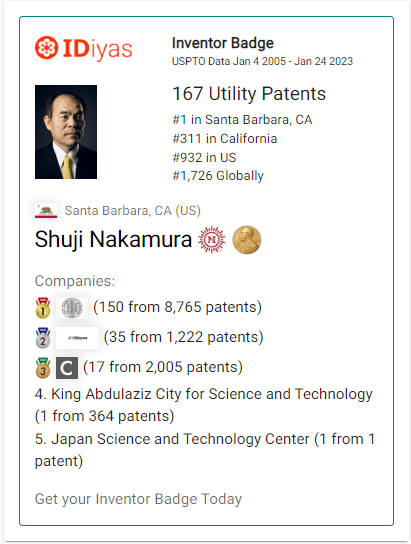 IDiyas
Inventor Badge
USPTO Data Jan 4 2005 - Jan 24 2023
167 Utility Patents
#1 in Santa Barbara, CA
#311 in California
#932 in US
#1,726 Globally
Santa Barbara, CA (US)
Shuji Nakamura
Companies:
1 (150 from 8,765 patents)
2 (35 from 1,222 patents)
3 C (17 from 2,005 patents)
4. King Abdulaziz City for Science and Technology
(1 from 364 patents)
5. Japan Science and Technology Center (1 from 1
patent)
Get your Inventor Badge Today